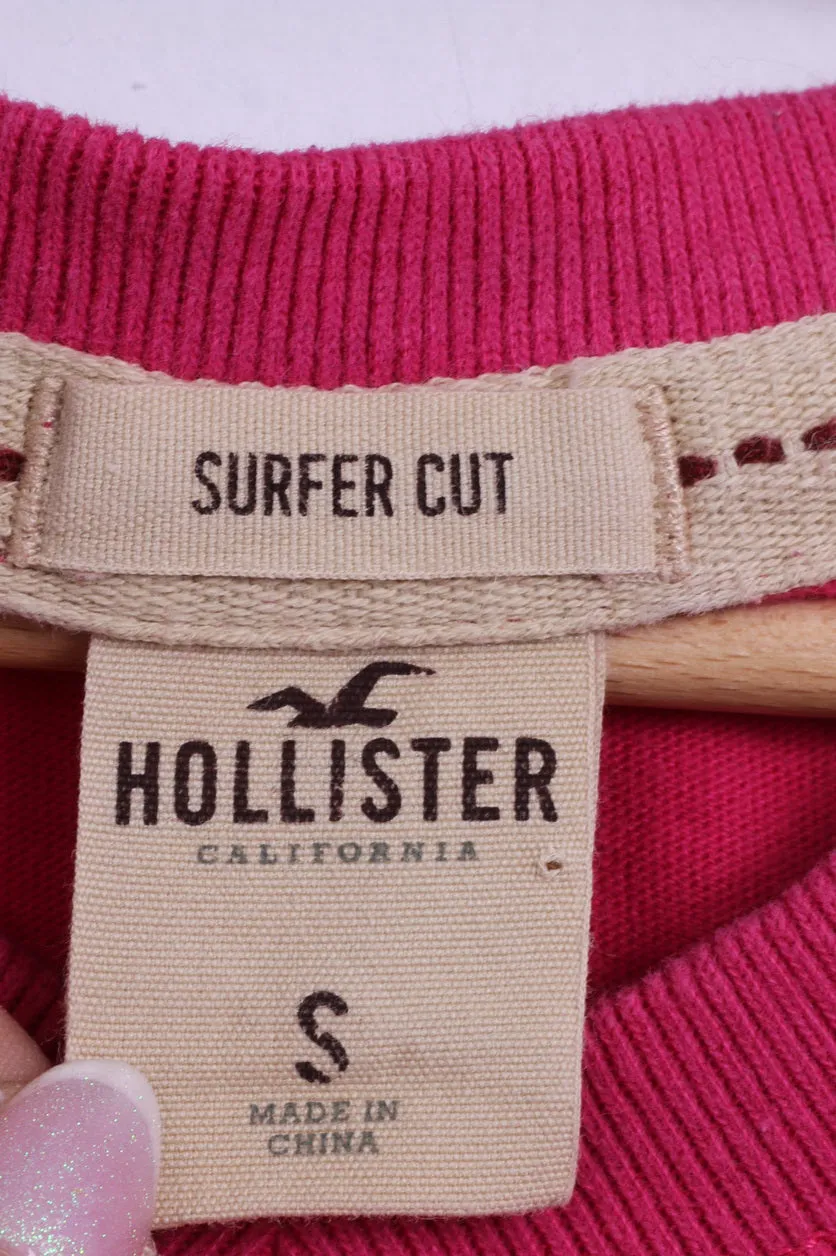 SURFER CUT
HOLLISTER
CALIFORNIA
S
MADE IN
CHINA